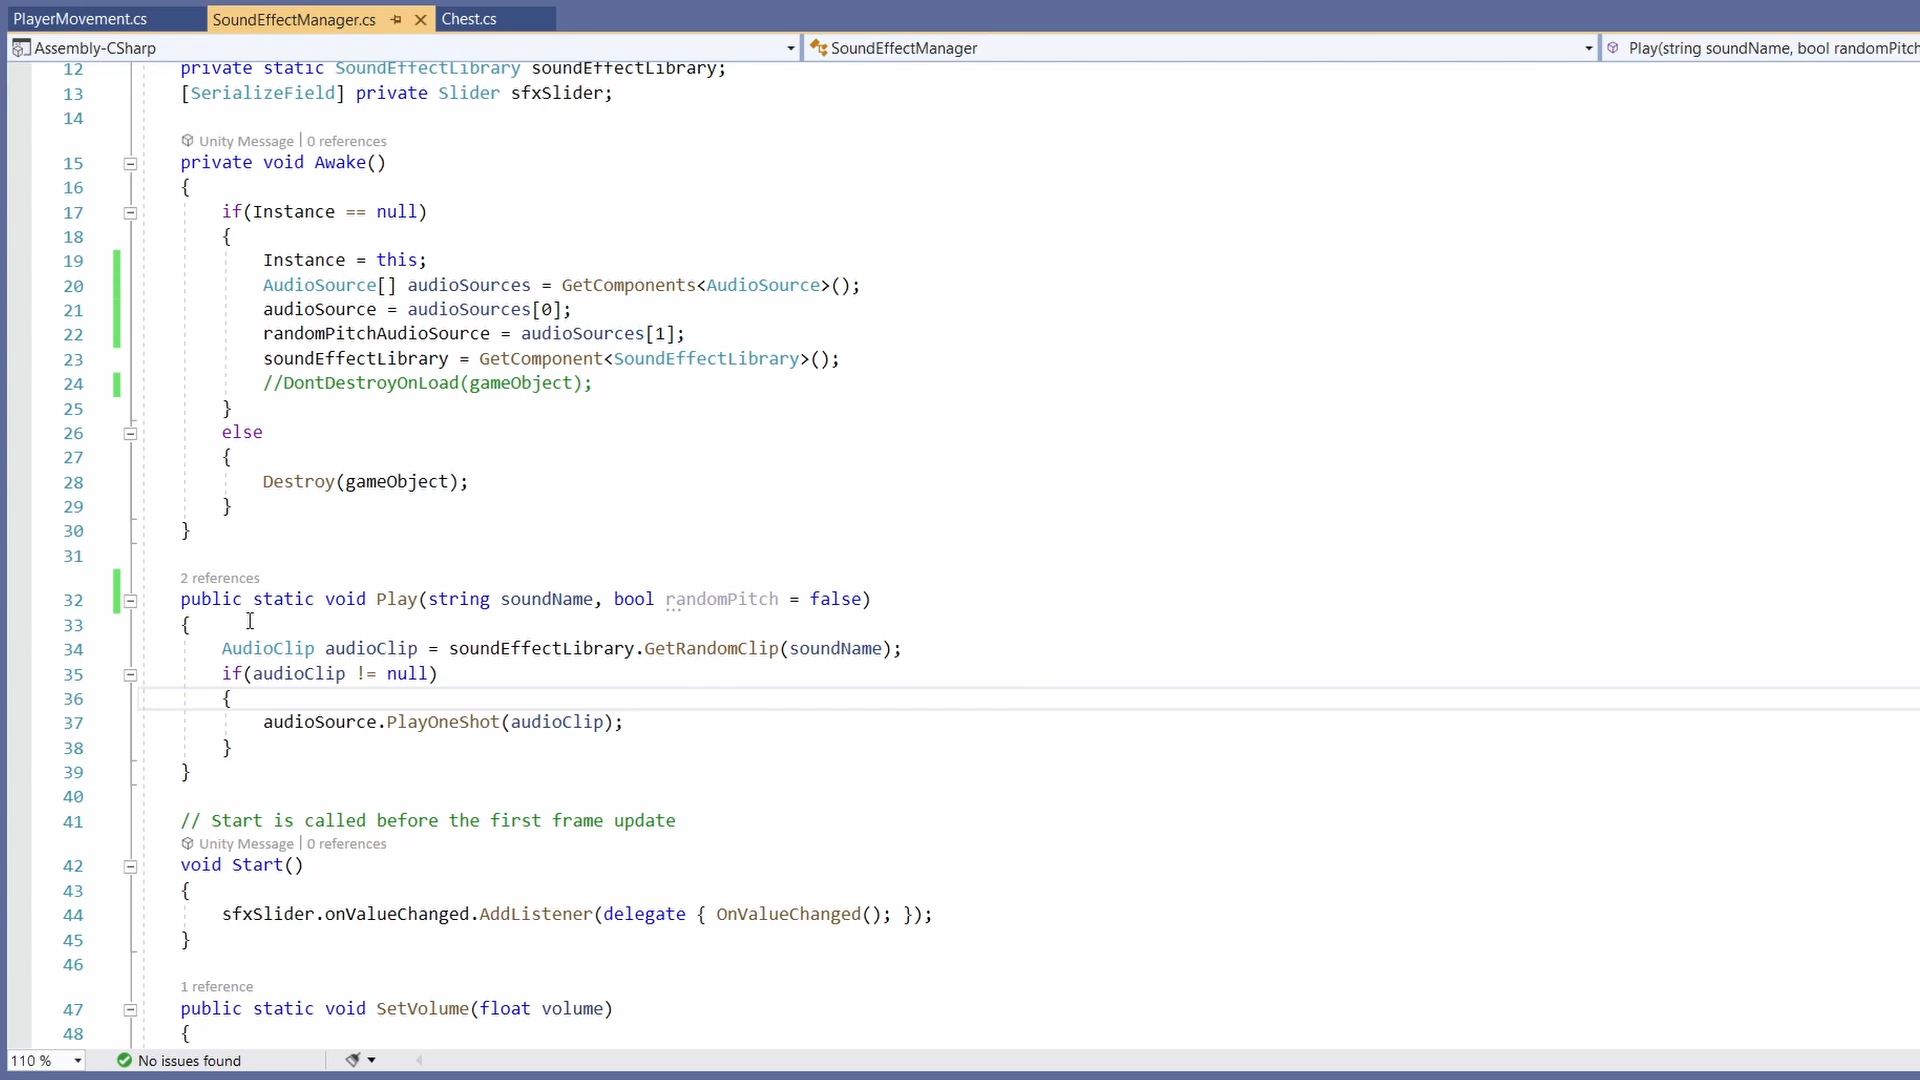 PlayerMovement.cs SoundEffectManager.cs Chest.cs
Assembly-CSharp SoundEffectManager Play(string soundName, bool randomPitch
12 private static SoundEffectLibrary soundEffectLibrary;
13 [SerializeField] private Slider sfxSlider;
14
Unity Message | 0 references
15 private void Awake()
16 {
17 if(Instance == null)
18 {
19 Instance = this;
20 AudioSource[] audioSources = GetComponents<AudioSource>();
21 audioSource = audioSources[0];
22 randomPitchAudioSource = audioSources[1];
23 soundEffectLibrary = GetComponent<SoundEffectLibrary>();
24 //DontDestroyOnLoad(gameObject);
25 }
26 else
27 {
28 Destroy(gameObject);
29 }
30 }
31
2 references
32 public static void Play(string soundName, bool randomPitch = false)
33 {
34 AudioClip audioClip = soundEffectLibrary.GetRandomClip(soundName);
35 if(audioClip != null)
36 {
37 audioSource.PlayOneShot(audioClip);
38 }
39 }
40
41 // Start is called before the first frame update
Unity Message | 0 references
42 void Start()
43 {
44 sfxSlider.onValueChanged.AddListener(delegate { OnValueChanged(); });
45 }
46
1 reference
47 public static void SetVolume(float volume)
48 {
110 % No issues found